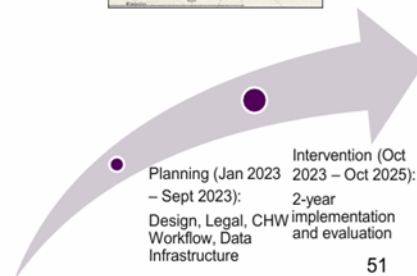 Planning (Jan 2023
– Sept 2023):
Design, Legal, CHW
Workflow, Data
Infrastructure
Intervention (Oct
2023 – Oct 2025):
2-year
implementation
and evaluation
51